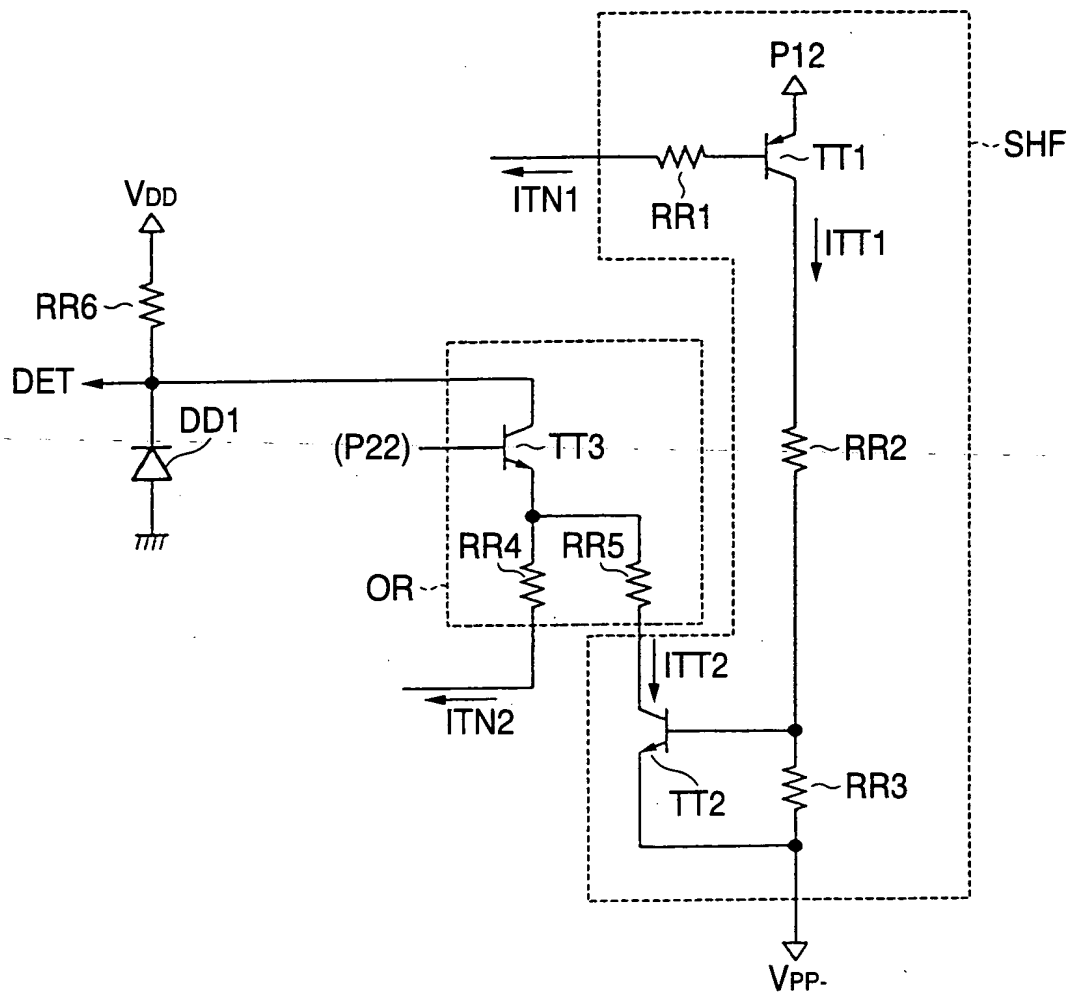 P12
SHF
TT1
ITN1
RR1
VDD
ITT1
RR6
DET
DD1
(P22)
TT3
RR2
RR4
RR5
OR
ITT2
ITN2
TT2
RR3
VPP-